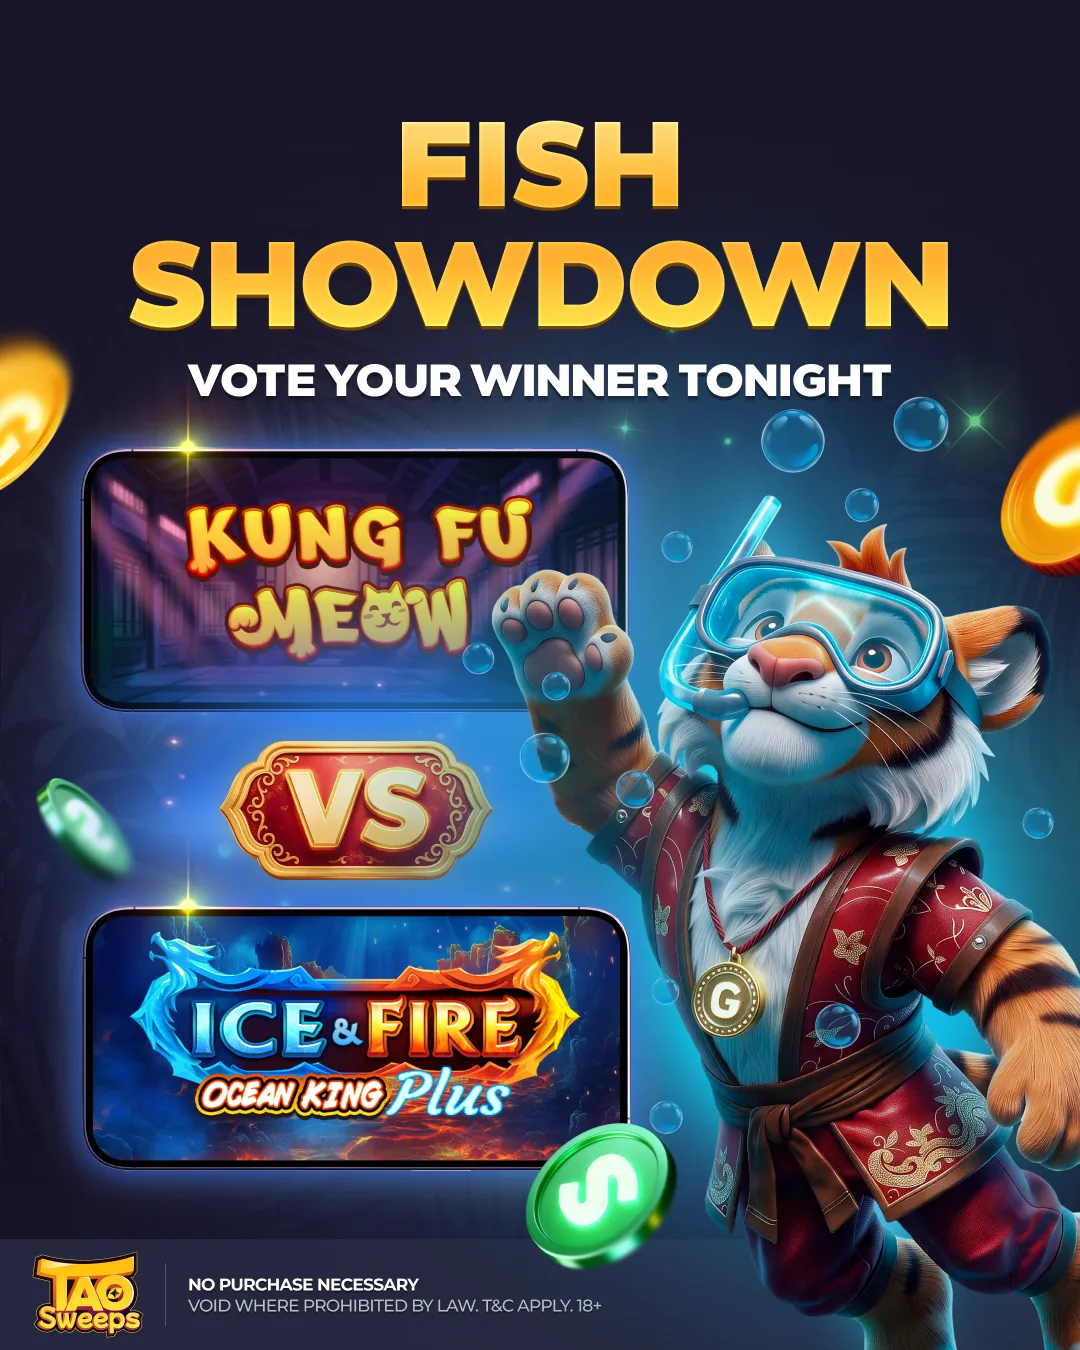 FISH
SHOWDOWN
VOTE YOUR WINNER TONIGHT
KUNG FU
MEOW
VS
ICE & FIRE
OCEAN KING Plus
G
G
S
TAO
Sweeps
NO PURCHASE NECESSARY
VOID WHERE PROHIBITED BY LAW. T&C APPLY. 18+